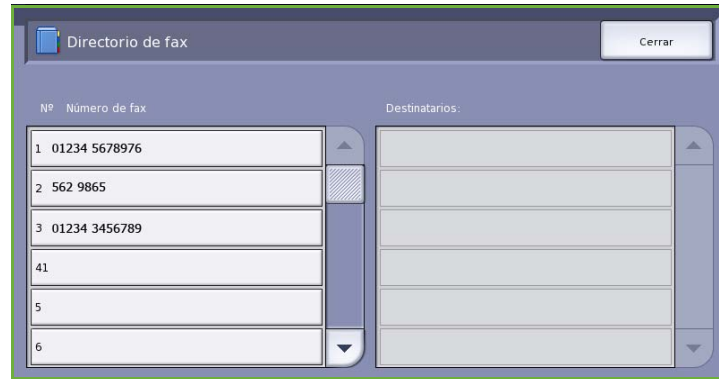 Directorio de fax
Cerrar
Nº Número de fax
Destinatarios:
1 01234 5678976
2 562 9865
3 01234 3456789
41
5
6